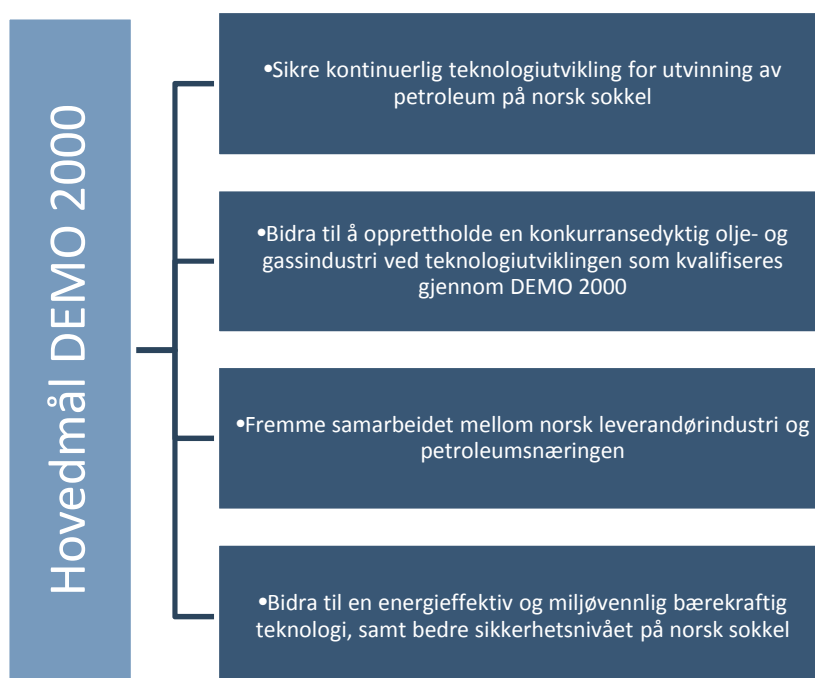 Hovedmål DEMO 2000
•Sikre kontinuerlig teknologiutvikling for utvinning av
petroleum på norsk sokkel
•Bidra til å opprettholde en konkurransedyktig olje- og
gassindustri ved teknologiutviklingen som kvalifiseres
gjennom DEMO 2000
•Fremme samarbeidet mellom norsk leverandørindustri og
petroleumsnæringen
•Bidra til en energieffektiv og miljøvennlig bærekraftig
teknologi, samt bedre sikkerhetsnivået på norsk sokkel